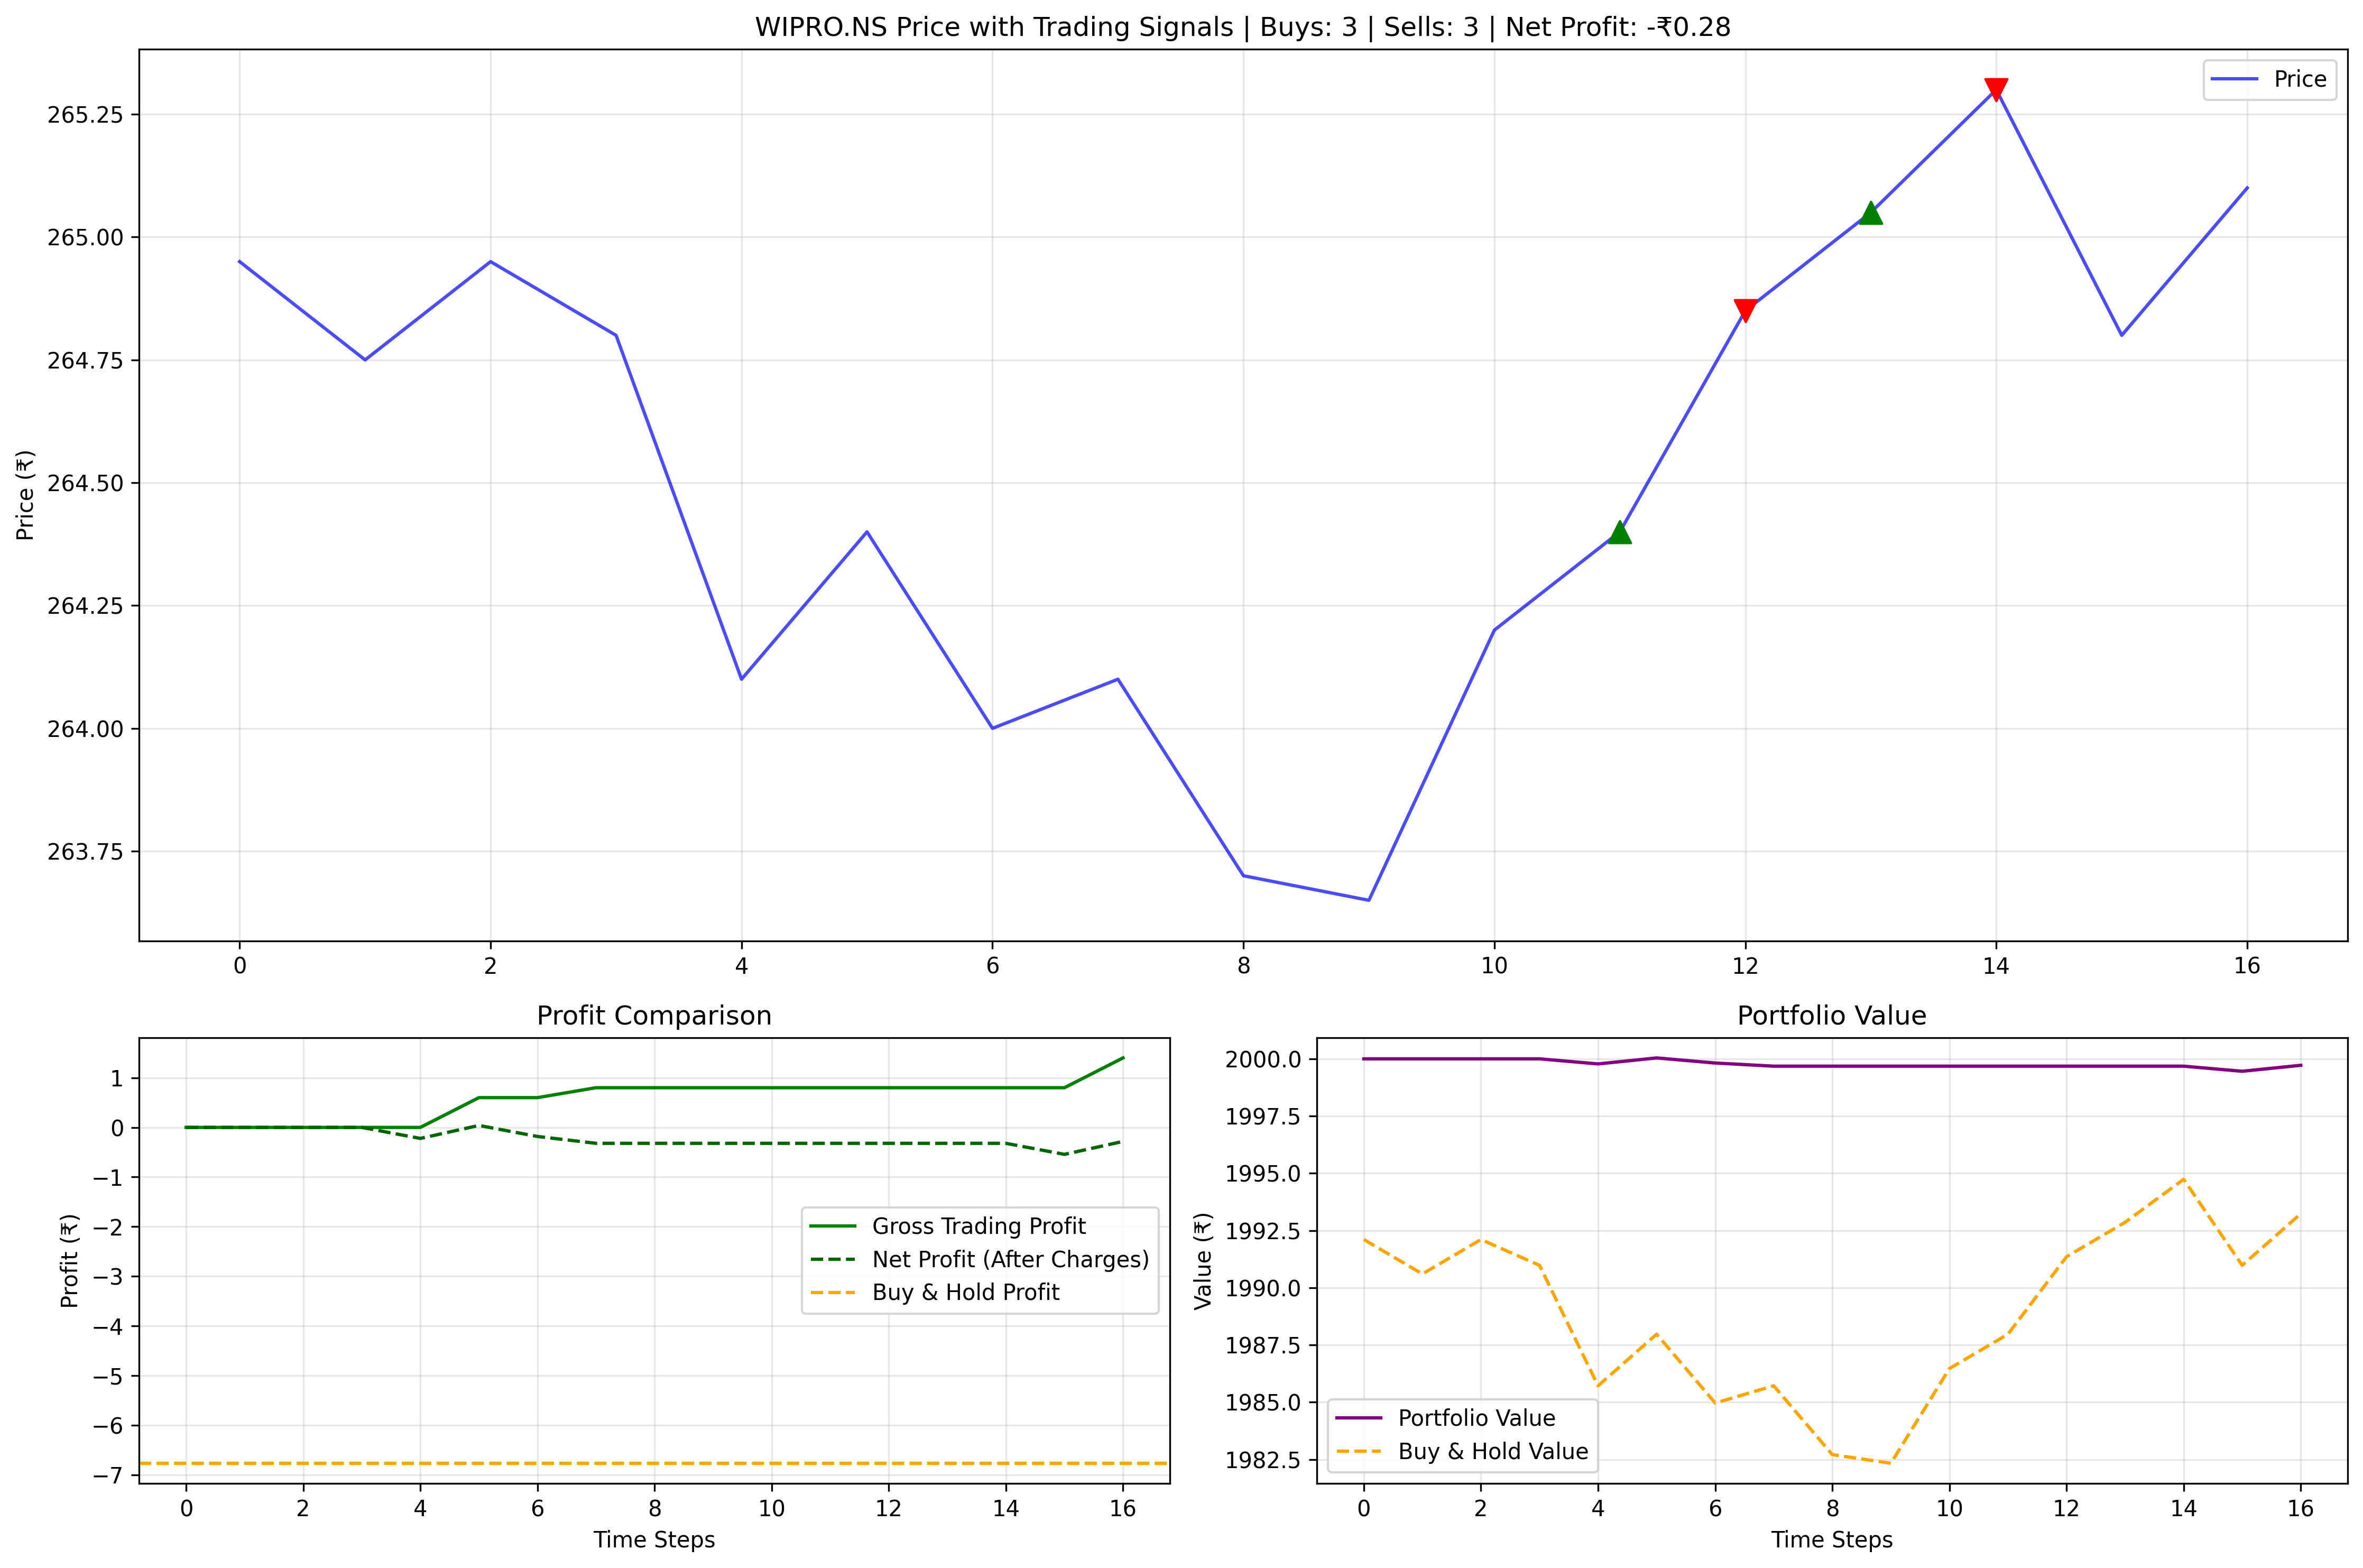 WIPRO.NS Price with Trading Signals | Buys: 3 | Sells: 3 | Net Profit: -₹0.28
Price
265.25
265.00
264.75
264.50
264.25
264.00
263.75
Price (₹)
0 2 4 6 8 10 12 14 16
Profit Comparison
1
0
−1
−2
−3
−4
−5
−6
−7
Profit (₹)
Gross Trading Profit
Net Profit (After Charges)
Buy & Hold Profit
0 2 4 6 8 10 12 14 16
Time Steps
Portfolio Value
2000.0
1997.5
1995.0
1992.5
1990.0
1987.5
1985.0
1982.5
Value (₹)
Portfolio Value
Buy & Hold Value
0 2 4 6 8 10 12 14 16
Time Steps